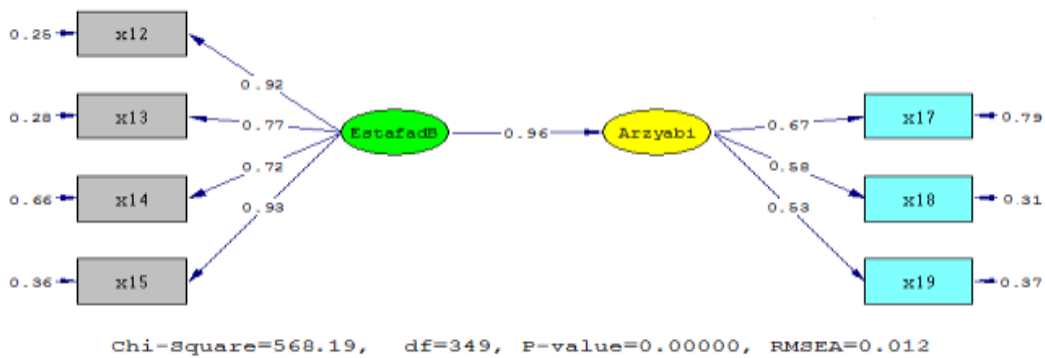 0.25 x12
0.92
0.28 x13 0.77 EstafadB 0.96 Arzyabi 0.67 x17 0.79
0.72 0.58
0.66 x14 x18 0.31
0.93 0.53
0.36 x15 x19 0.37
Chi-Square=568.19, df=349, P-value=0.00000, RMSEA=0.012